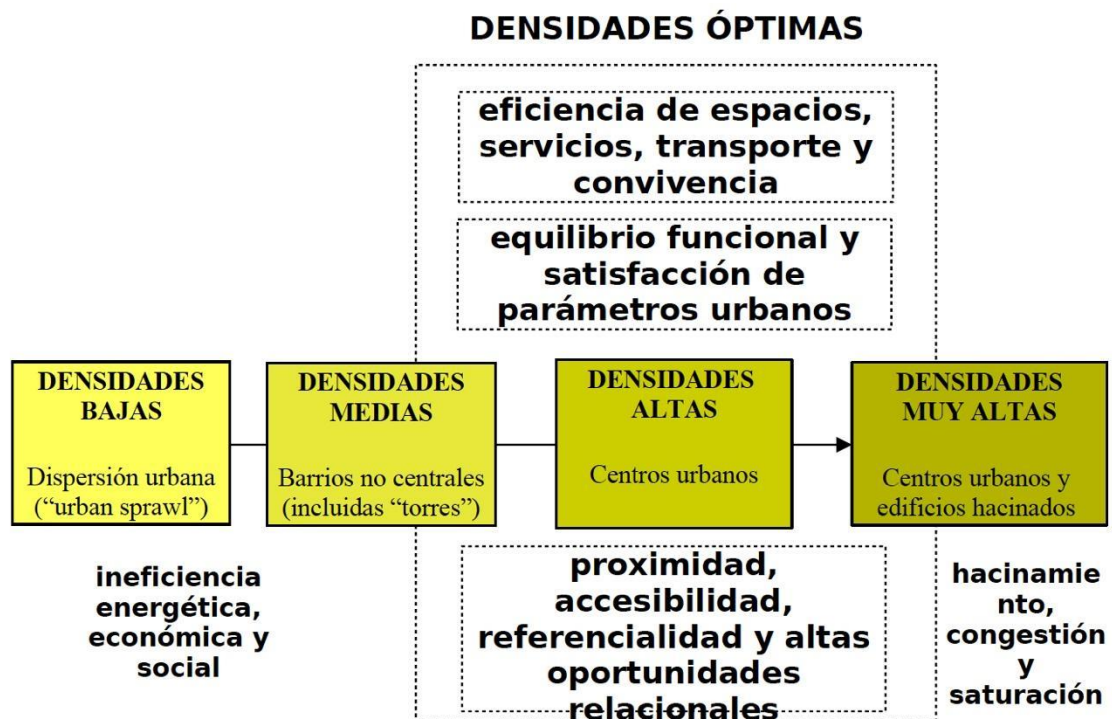 DENSIDADES ÓPTIMAS
eficiencia de espacios,
servicios, transporte y
convivencia
equilibrio funcional y
satisfacción de
parámetros urbanos
DENSIDADES
BAJAS
Dispersión urbana
(“urban sprawl”)
DENSIDADES
MEDIAS
Barrios no centrales
(incluidas “torres”)
DENSIDADES
ALTAS
Centros urbanos
DENSIDADES
MUY ALTAS
Centros urbanos y
edificios hacinados
ineficiencia
energética,
económica y
social
proximidad,
accesibilidad,
referencialidad y altas
oportunidades
relacionales
hacinamie
nto,
congestión
y
saturación